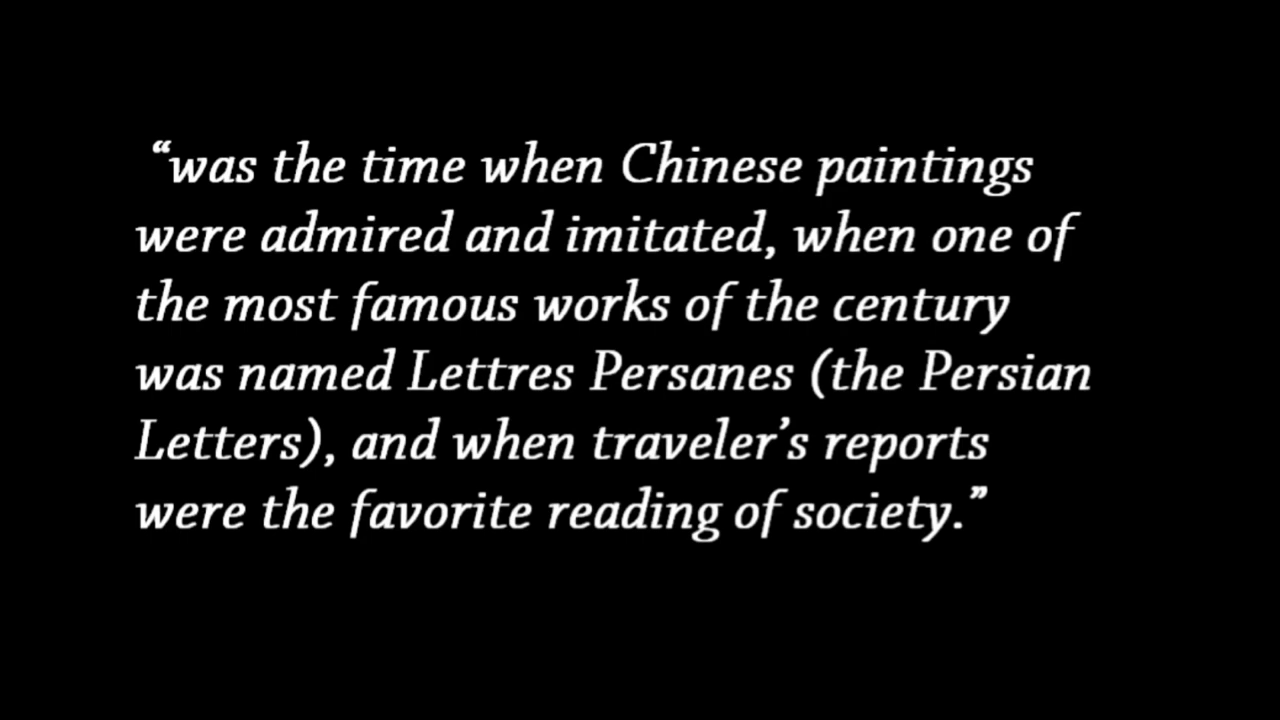 “was the time when Chinese paintings
were admired and imitated, when one of
the most famous works of the century
was named Lettres Persanes (the Persian
Letters), and when traveler’s reports
were the favorite reading of society.”